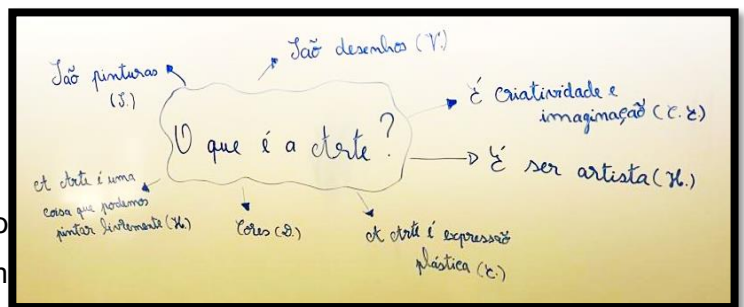 São desenhos (V.)
São pinturas
(S.)
É criatividade e
imaginação (C. E)
O que é a Arte?
É ser artista (H.)
A Arte é uma
coisa que podemos
pintar livremente (H.)
Cores (D.)
A Arte é expressão
plástica (C.)